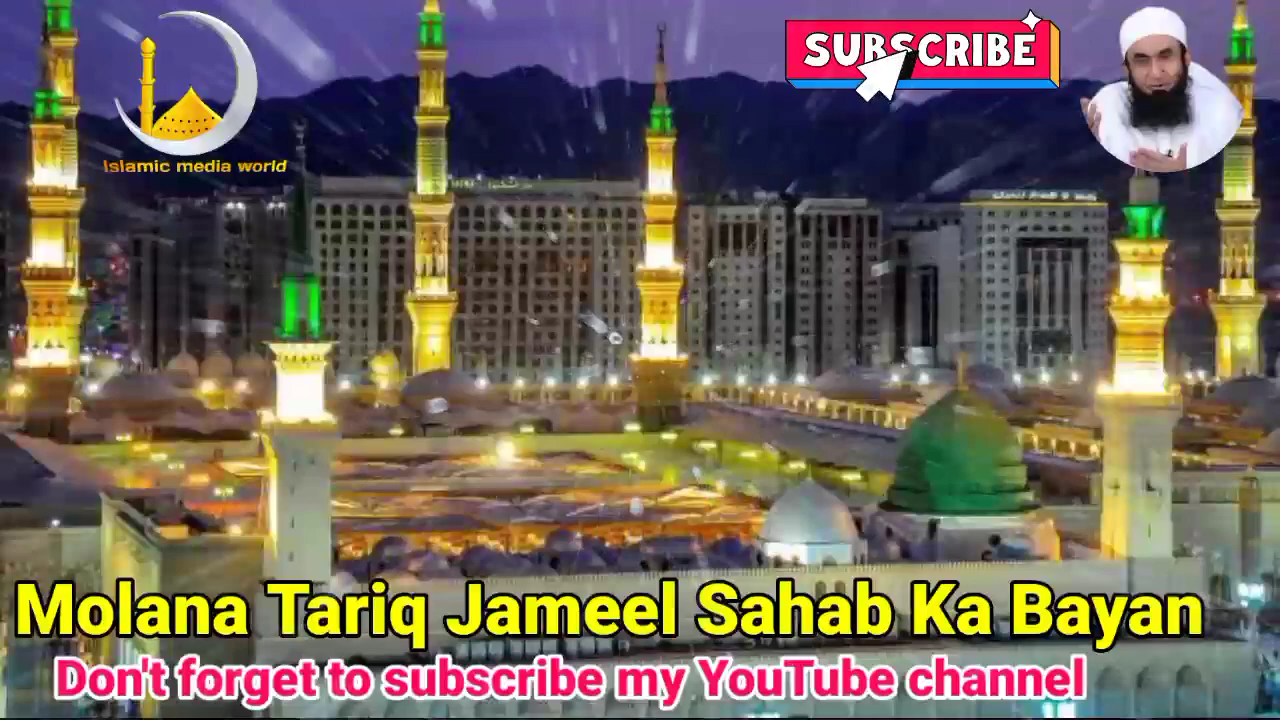 SUBSCRIBE
Islamic media world
Molana Tariq Jameel Sahab Ka Bayan
Don't forget to subscribe my YouTube channel